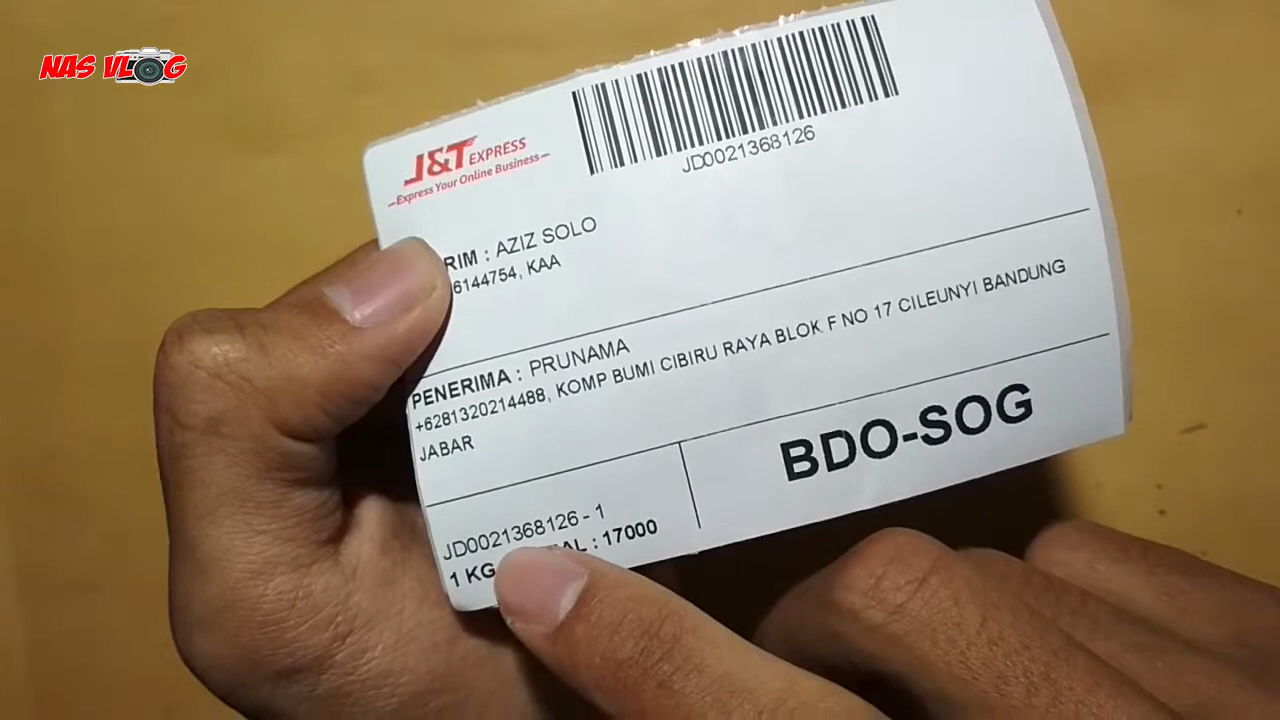 NAS VLOG
J&T EXPRESS
Express Your Online Business
JD0021368126
RIM : AZIZ SOLO
6144754, KAA
PENERIMA : PRUNAMA
+6281320214488, KOMP BUMI CIBIRU RAYA BLOK F NO 17 CILEUNYI BANDUNG
JABAR
JD0021368126 - 1
1 KG AL : 17000
BDO-SOG